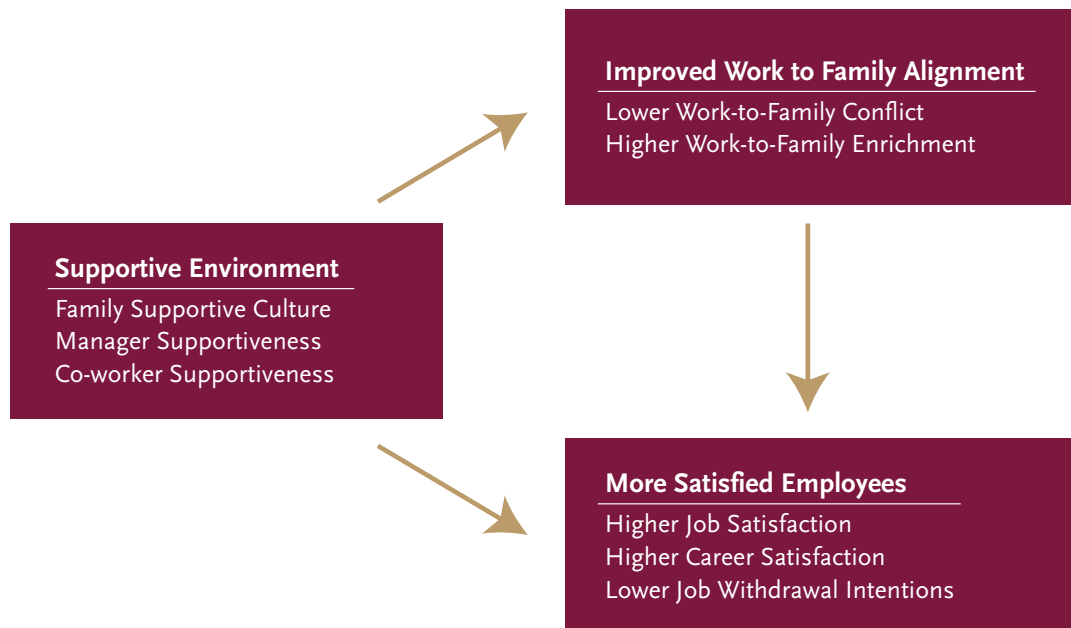 Improved Work to Family Alignment
Lower Work-to-Family Conflict
Higher Work-to-Family Enrichment
Supportive Environment
Family Supportive Culture
Manager Supportiveness
Co-worker Supportiveness
More Satisfied Employees
Higher Job Satisfaction
Higher Career Satisfaction
Lower Job Withdrawal Intentions